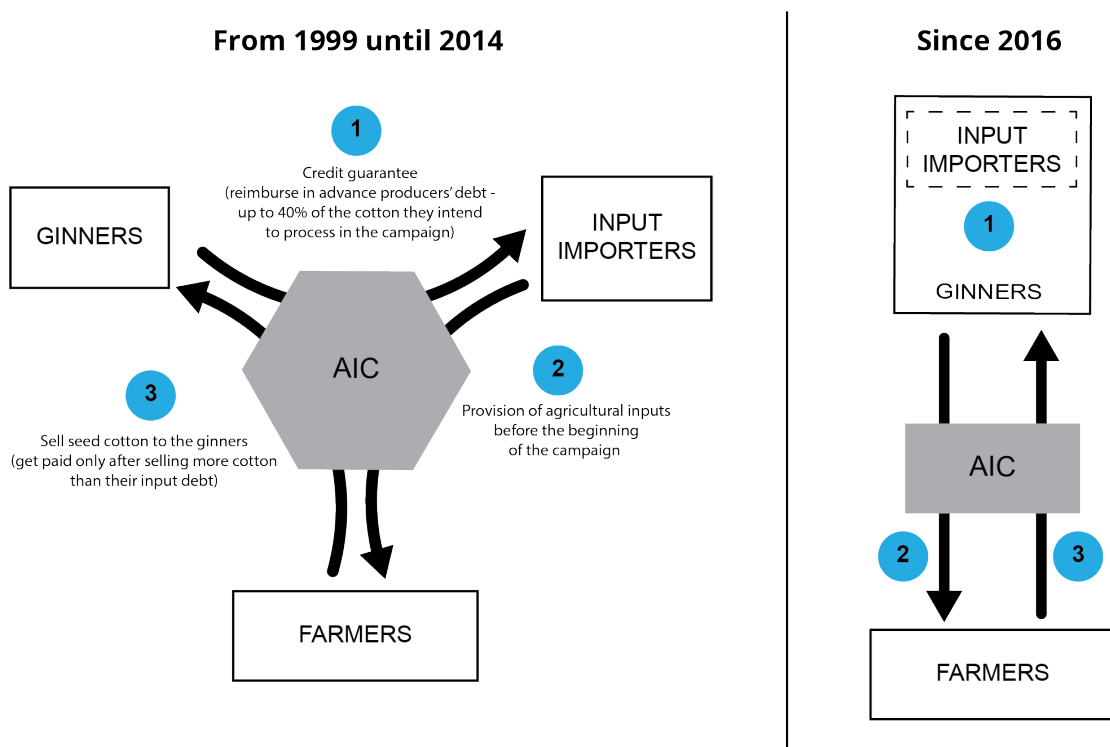 From 1999 until 2014
1
Credit guarantee
(reimburse in advance producers' debt -
up to 40% of the cotton they intend
to process in the campaign)
GINNERS
INPUT
IMPORTERS
AIC
2
Provision of agricultural inputs
before the beginning
of the campaign
3
Sell seed cotton to the ginners
(get paid only after selling more cotton
than their input debt)
FARMERS
Since 2016
INPUT
IMPORTERS
1
GINNERS
AIC
2
3
FARMERS